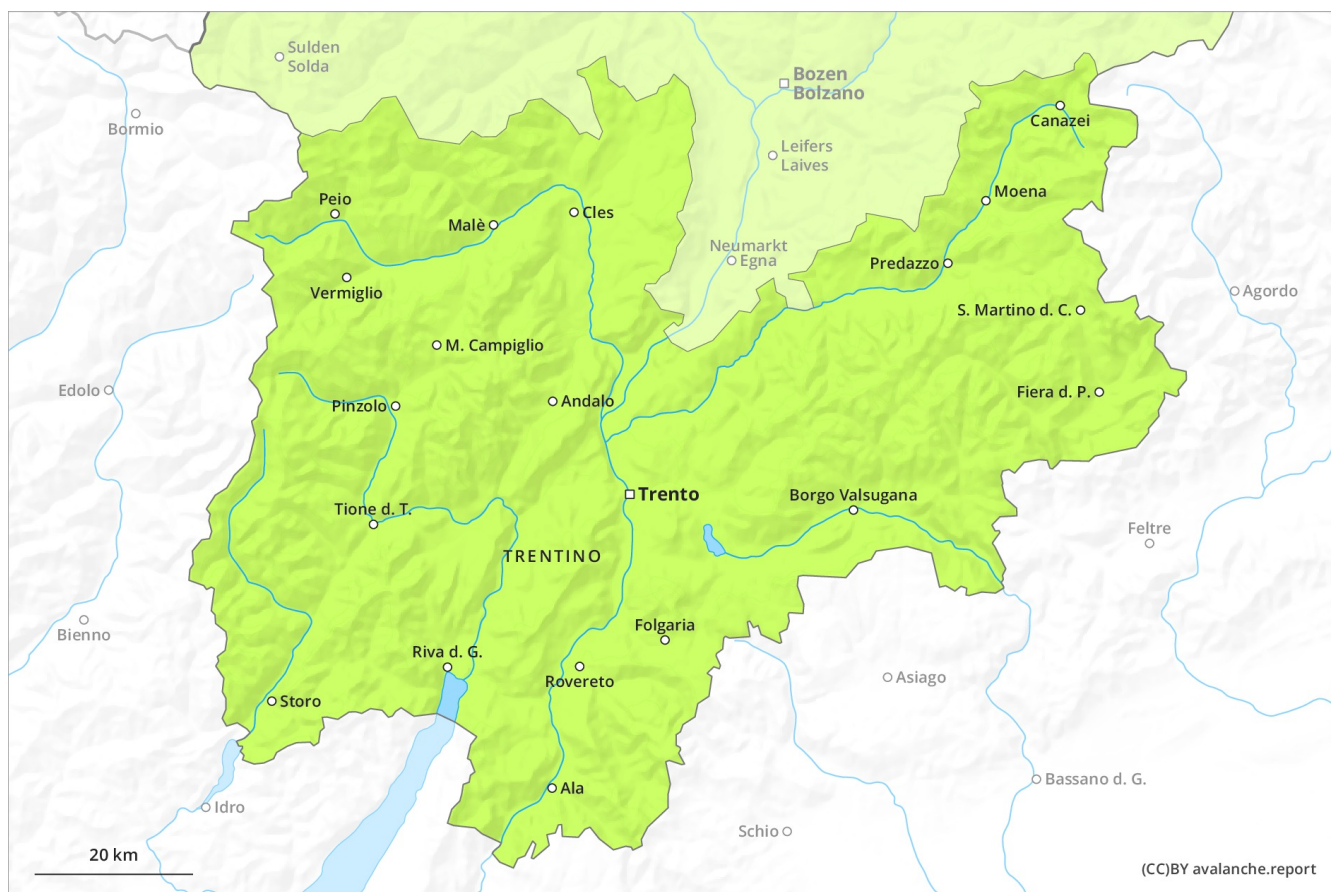 Sulden
Solda
Bozen
Bolzano
Bormio
Canazei
Leifers
Laives
Peio
Moena
Malè
Cles
Neumarkt
Egna
Predazzo
Vermiglio
Agordo
S. Martino d. C.
M. Campiglio
Edolo
Andalo
Fiera d. P.
Pinzolo
Trento
Borgo Valsugana
Tione d. T.
Feltre
TRENTINO
Bienno
Folgaria
Riva d. G.
Asiago
Rovereto
Storo
Bassano d. G.
Ala
Idro
Schio
20 km
(CC)BY avalanche.report